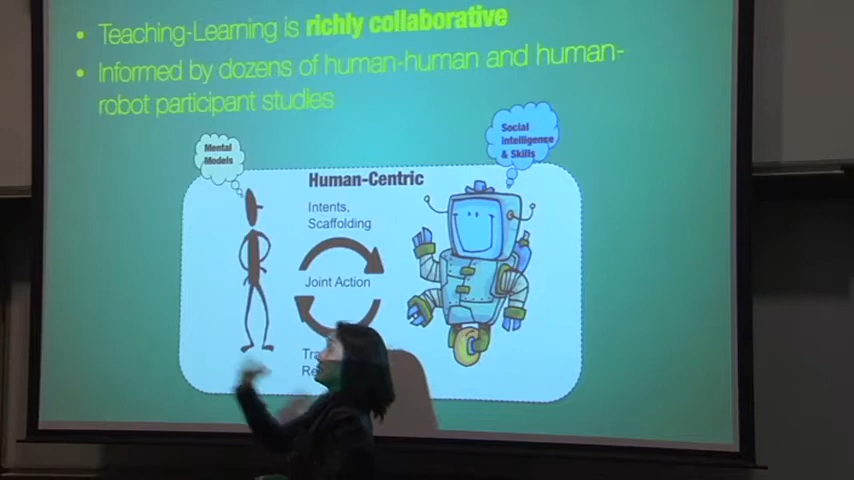 • Teaching-Learning is richly collaborative
• Informed by dozens of human-human and human-
robot participant studies
Mental
Models
Social
intelligence
& Skills
Human-Centric
Intents,
Scaffolding
Joint Action